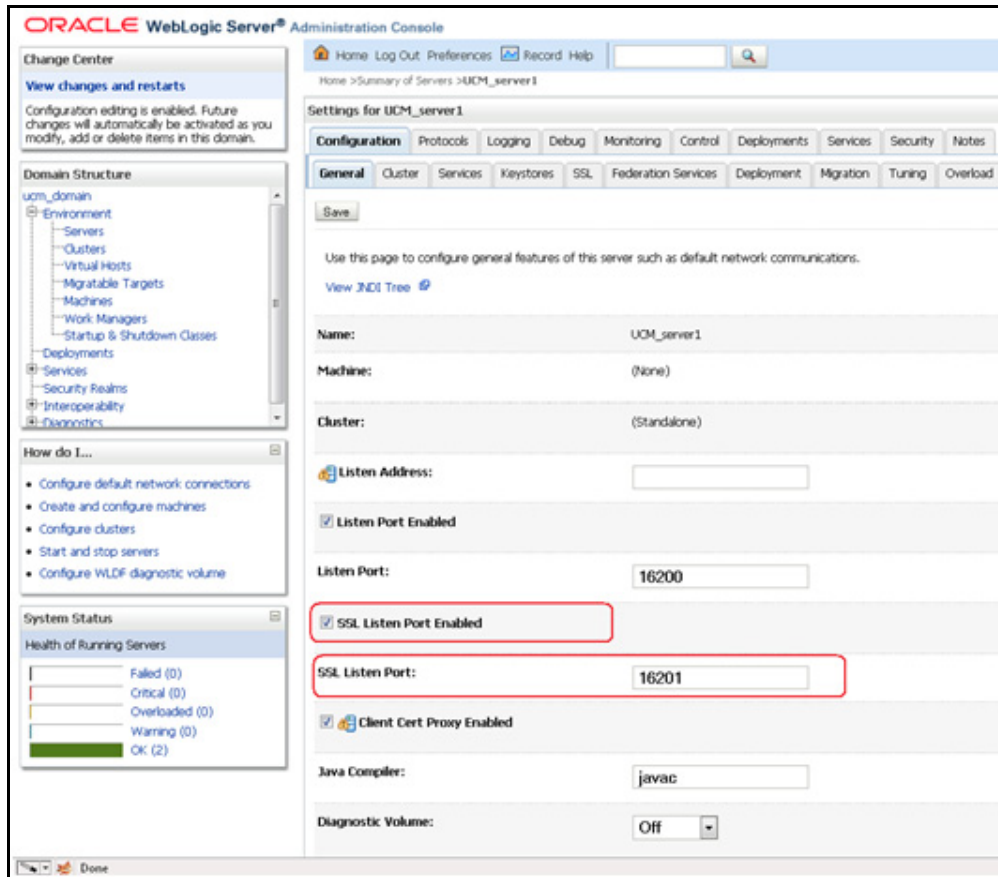 ORACLE WebLogic Server® Administration Console
Change Center
View changes and restarts
Configuration editing is enabled. Future
changes will automatically be activated as you
modify, add or delete items in this domain.
Domain Structure
ucm_domain
Environment
Servers
Clusters
Virtual Hosts
Migratable Targets
Machines
Work Managers
Startup & Shutdown Classes
Deployments
Services
Security Realms
Interoperability
Diagnostics
How do I...
Configure default network connections
Create and configure machines
Configure clusters
Start and stop servers
Configure WLDF diagnostic volume
System Status
Health of Running Servers
Failed (0)
Critical (0)
Overloaded (0)
Warning (0)
OK (2)
Home Log Out Preferences Record Help
Home >Summary of Servers >UCM_server1
Settings for UCM_server1
Configuration Protocols Logging Debug Monitoring Control Deployments Services Security Notes
General Cluster Services Keystores SSL Federation Services Deployment Migration Tuning Overload
Save
Use this page to configure general features of this server such as default network communications.
View JNDI Tree
Name: UCM_server1
Machine: (None)
Cluster: (Standalone)
Listen Address:
Listen Port Enabled
Listen Port: 16200
SSL Listen Port Enabled
SSL Listen Port: 16201
Client Cert Proxy Enabled
Java Compiler: javac
Diagnostic Volume: Off
Done